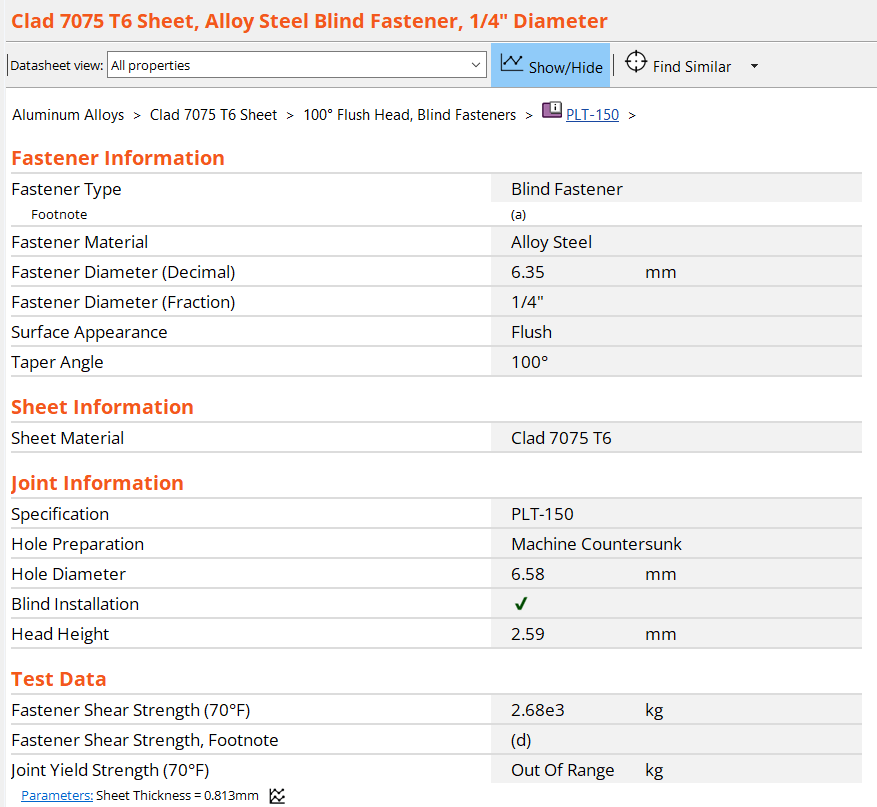 Clad 7075 T6 Sheet, Alloy Steel Blind Fastener, 1/4" Diameter
Datasheet view: All properties Show/Hide Find Similar
Aluminum Alloys > Clad 7075 T6 Sheet > 100° Flush Head, Blind Fasteners > PLT-150 >
Fastener Information
Fastener Type Blind Fastener
Footnote (a)
Fastener Material Alloy Steel
Fastener Diameter (Decimal) 6.35 mm
Fastener Diameter (Fraction) 1/4"
Surface Appearance Flush
Taper Angle 100°
Sheet Information
Sheet Material Clad 7075 T6
Joint Information
Specification PLT-150
Hole Preparation Machine Countersunk
Hole Diameter 6.58 mm
Blind Installation ✓
Head Height 2.59 mm
Test Data
Fastener Shear Strength (70°F) 2.68e3 kg
Fastener Shear Strength, Footnote (d)
Joint Yield Strength (70°F) Out Of Range kg
Parameters: Sheet Thickness = 0.813mm